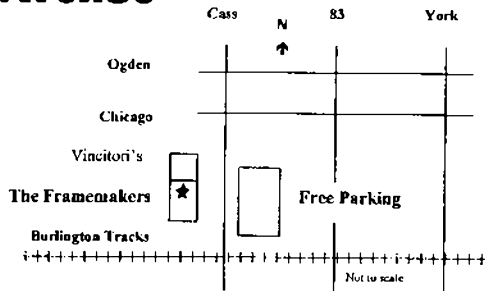 Cass 83 York
N
Ogden
Chicago
Vincitori's
The Framemakers
Free Parking
Burlington Tracks
Not to scale